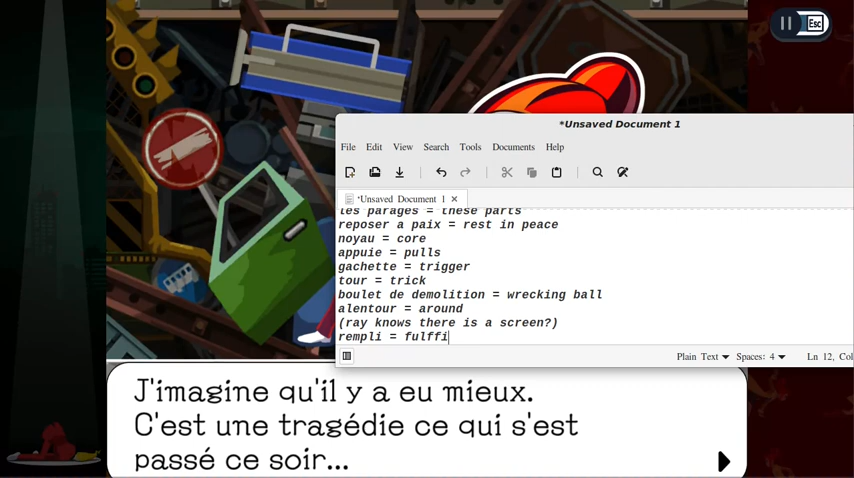 Esc
*Unsaved Document 1
File Edit View Search Tools Documents Help
*Unsaved Document 1
les parages = these parts
reposer a paix = rest in peace
noyau = core
appuie = pulls
gachette = trigger
tour = trick
boulet de demolition = wrecking ball
alentour = around
(ray knows there is a screen?)
rempli = fulffi
Plain Text Spaces: 4 Ln 12, Col
J'imagine qu'il y a eu mieux.
C'est une tragédie ce qui s'est
passé ce soir...